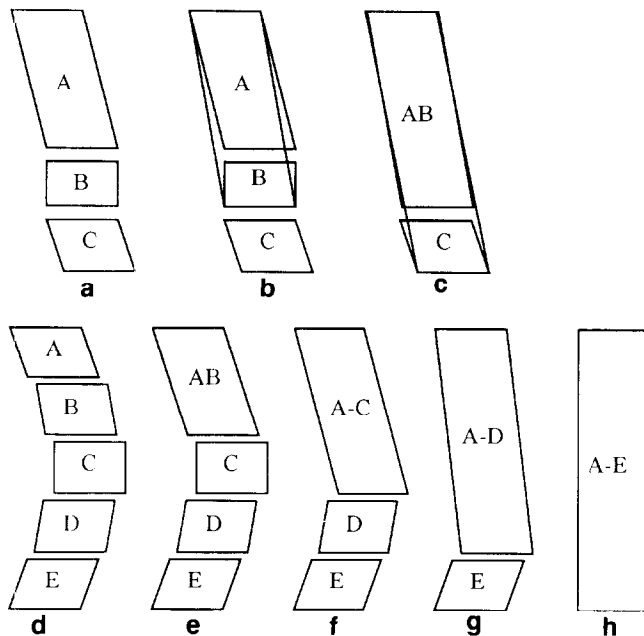 A A AB
B B
C C C
a b c
A AB A-C A-D A-E
B
C C
D D D
E E E E
d e f g h